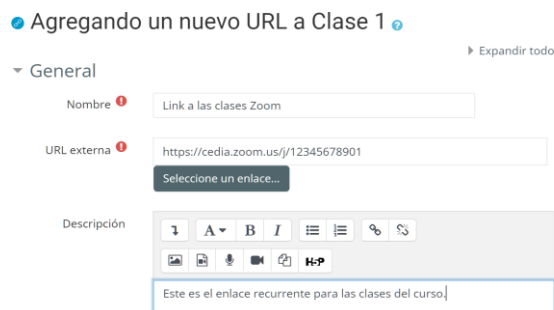 Agregando un nuevo URL a Clase 1
Expandir todo
General
Nombre
Link a las clases Zoom
URL externa
https://cedia.zoom.us/j/12345678901
Seleccione un enlace...
Descripción
A B I
H-P
Este es el enlace recurrente para las clases del curso.